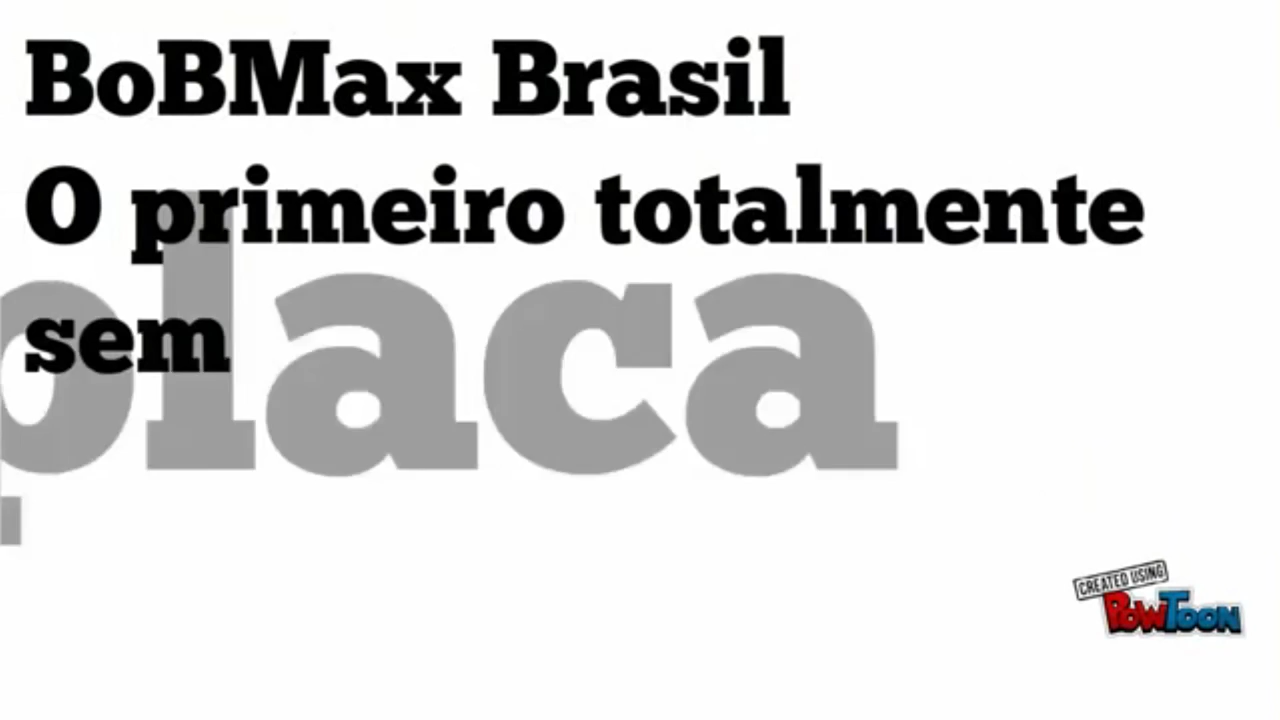 BoBMax Brasil
O primeiro totalmente
sem
placa
CREATED USING
POWTOON